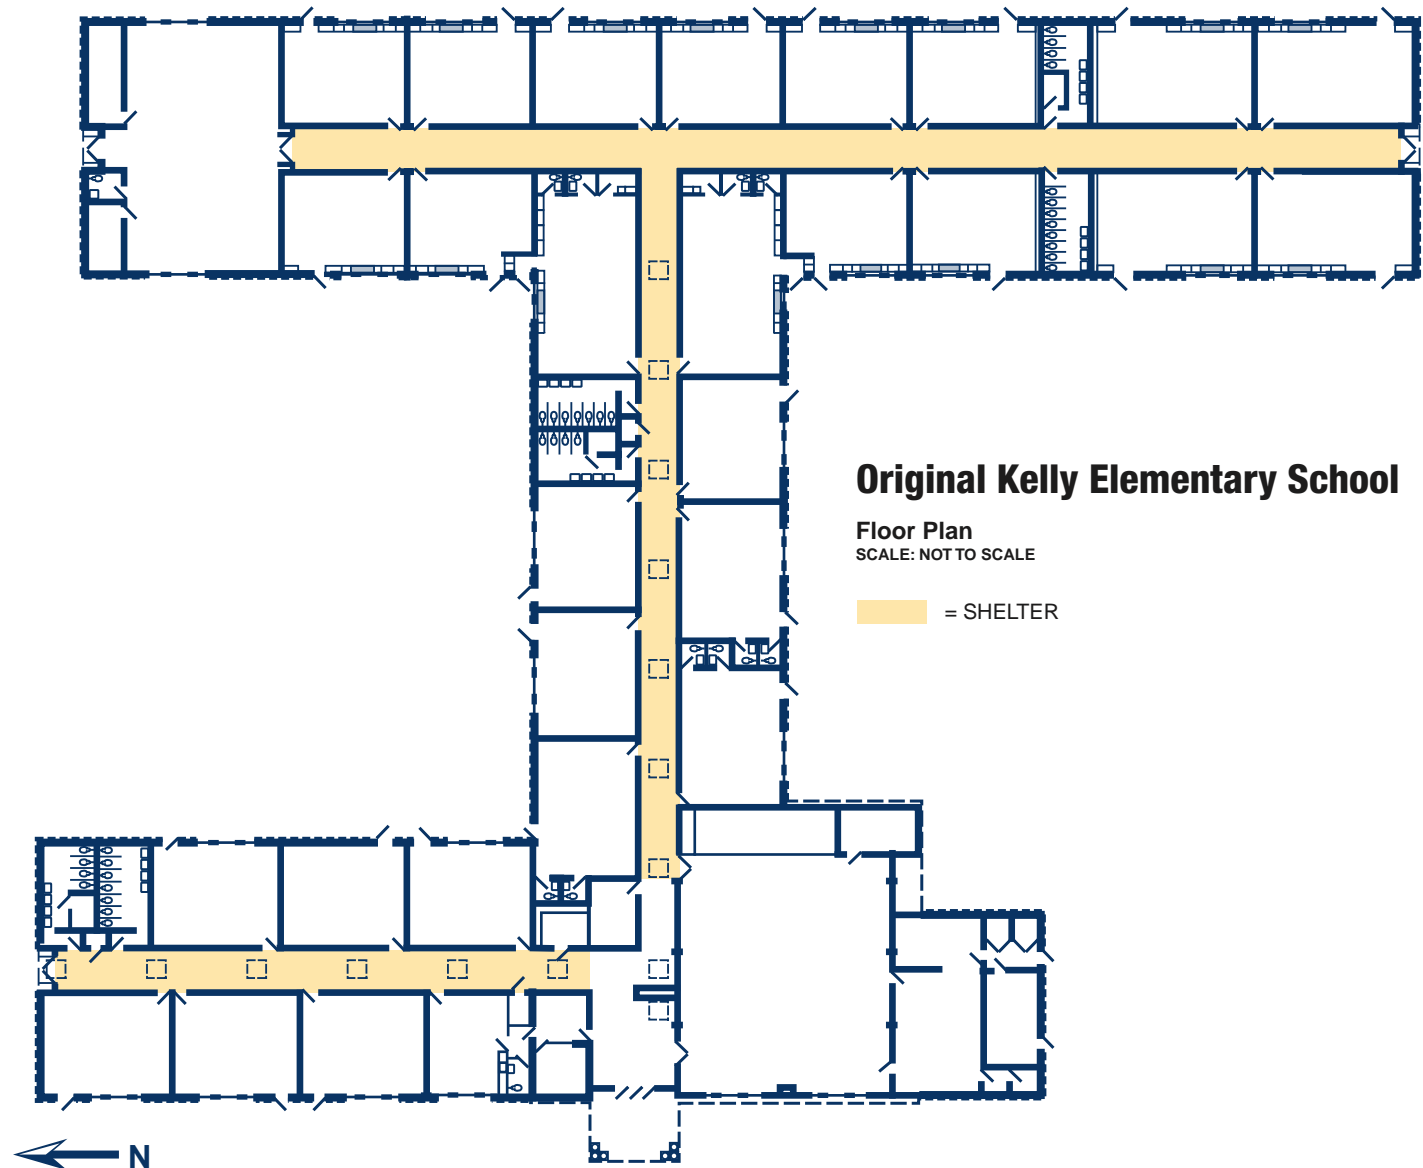 Original Kelly Elementary School
Floor Plan
SCALE: NOT TO SCALE
= SHELTER
N